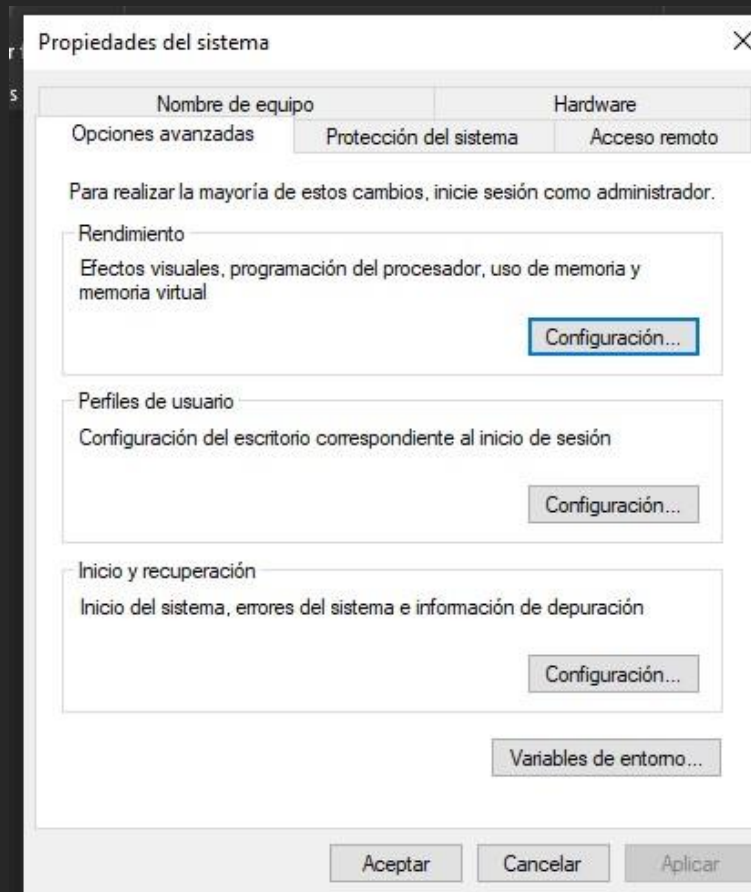 Propiedades del sistema
r
s
Nombre de equipo
Hardware
Opciones avanzadas
Protección del sistema
Acceso remoto
Para realizar la mayoría de estos cambios, inicie sesión como administrador.
Rendimiento
Efectos visuales, programación del procesador, uso de memoria y
memoria virtual
Configuración...
Perfiles de usuario
Configuración del escritorio correspondiente al inicio de sesión
Configuración...
Inicio y recuperación
Inicio del sistema, errores del sistema e información de depuración
Configuración...
Variables de entorno...
Aceptar
Cancelar
Aplicar